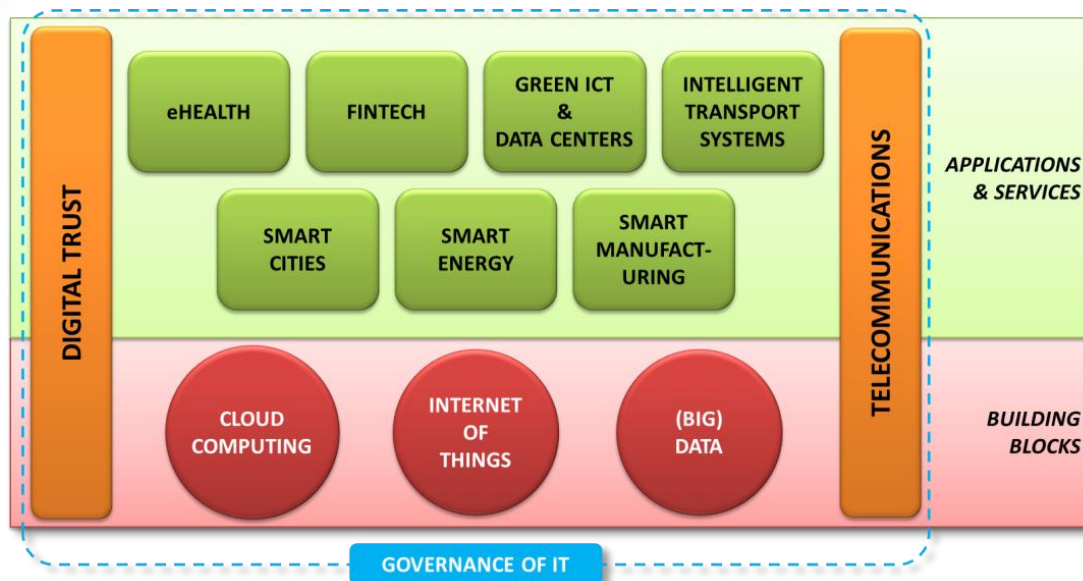 DIGITAL TRUST
eHEALTH
FINTECH
GREEN ICT
&
DATA CENTERS
INTELLIGENT
TRANSPORT
SYSTEMS
SMART
CITIES
SMART
ENERGY
SMART
MANUFACT-
URING
TELECOMMUNICATIONS
APPLICATIONS
& SERVICES
CLOUD
COMPUTING
INTERNET
OF
THINGS
(BIG)
DATA
BUILDING
BLOCKS
GOVERNANCE OF IT